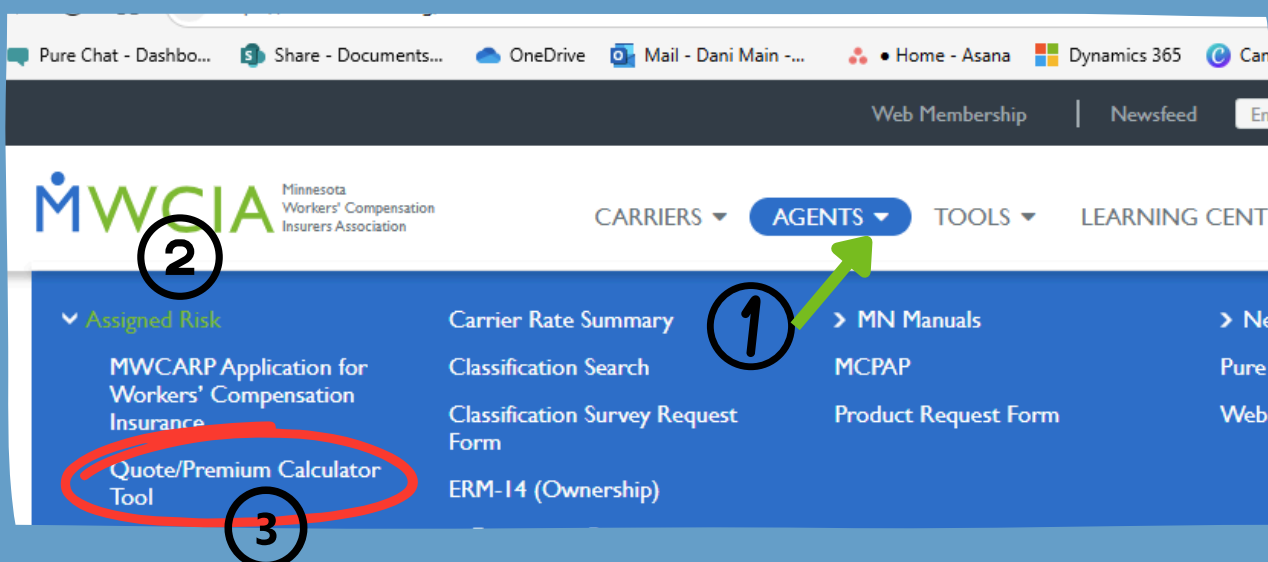 Pure Chat - Dashbo... Share - Documents... OneDrive Mail - Dani Main -... • Home - Asana Dynamics 365
Web Membership | Newsfeed
MWCIA
Minnesota
Workers' Compensation
Insurers Association
CARRIERS AGENTS TOOLS LEARNING CENT
2
1
Assigned Risk
MWCARP Application for
Workers' Compensation
Insurance
Quote/Premium Calculator
Tool
3
Carrier Rate Summary
Classification Search
Classification Survey Request
Form
ERM-14 (Ownership)
> MN Manuals
MCPAP
Product Request Form
> Ne
Pure
Web